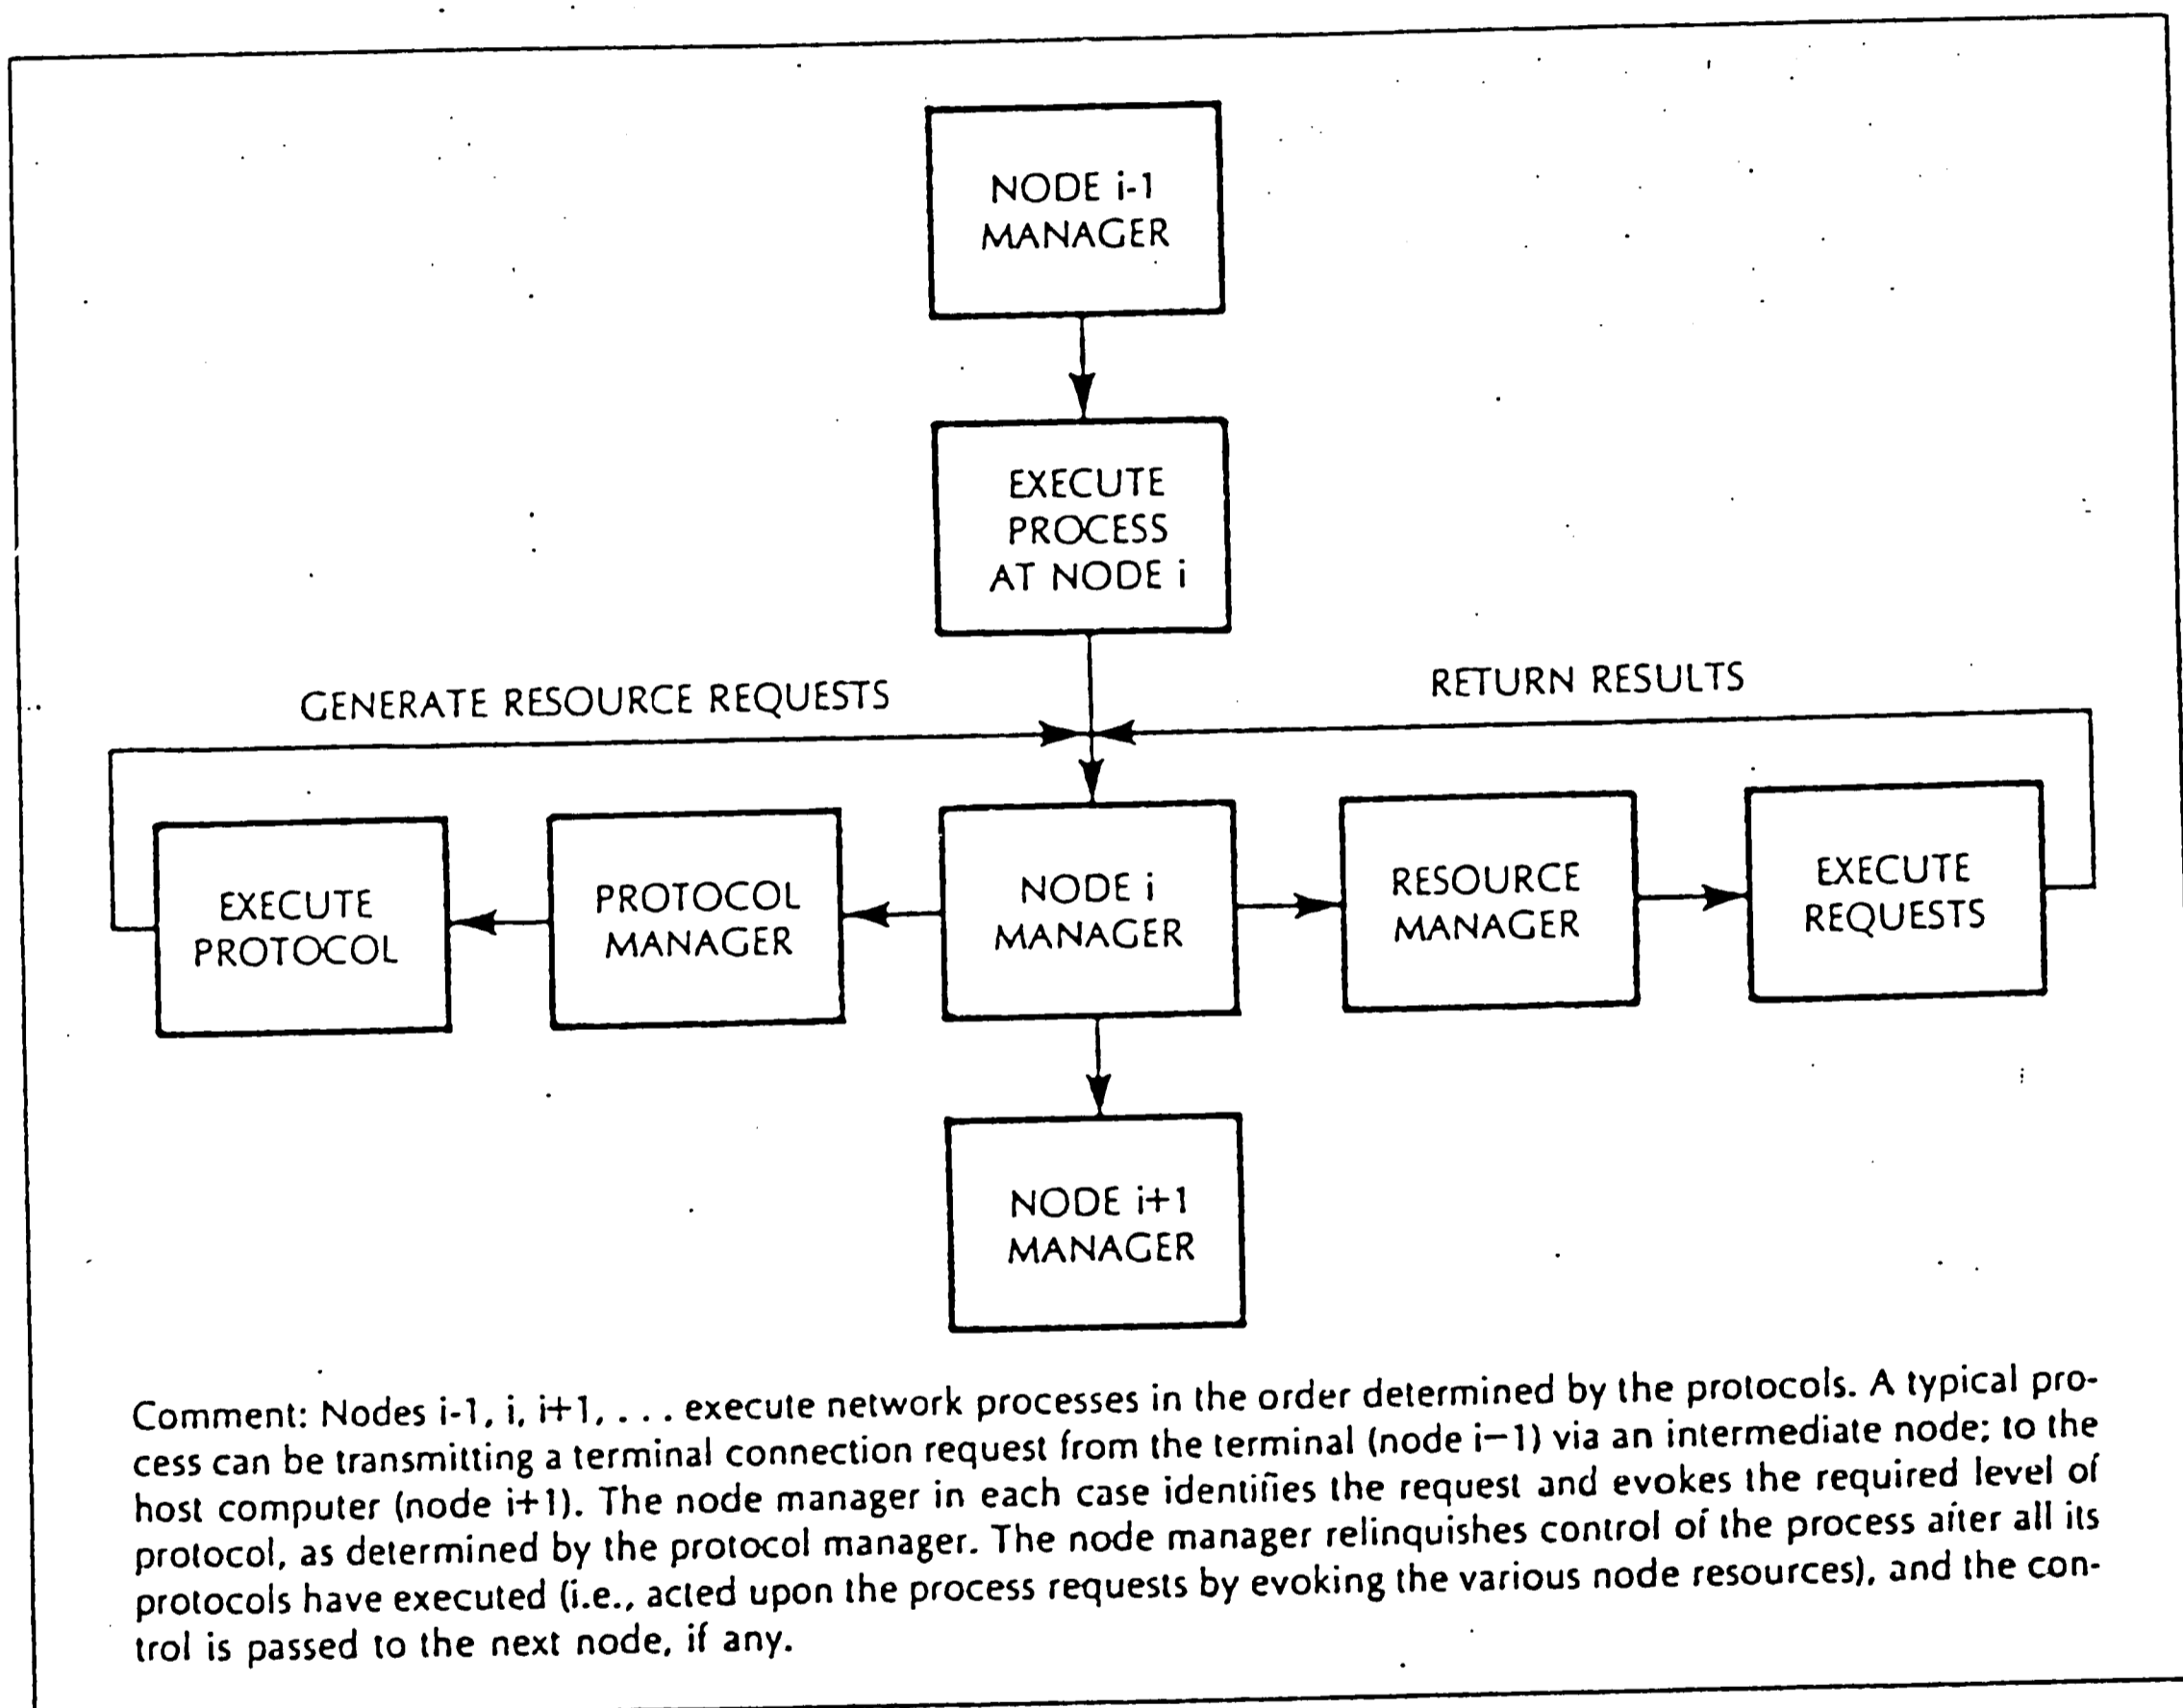 NODE i-1
MANAGER
EXECUTE
PROCESS
AT NODE i
GENERATE RESOURCE REQUESTS
RETURN RESULTS
EXECUTE
PROTOCOL
PROTOCOL
MANAGER
NODE i
MANAGER
RESOURCE
MANAGER
EXECUTE
REQUESTS
NODE i+1
MANAGER
Comment: Nodes i-1, i, i+1, . . . execute network processes in the order determined by the protocols. A typical pro-
cess can be transmitting a terminal connection request from the terminal (node i−1) via an intermediate node; to the
host computer (node i+1). The node manager in each case identifies the request and evokes the required level of
protocol, as determined by the protocol manager. The node manager relinquishes control of the process after all its
protocols have executed (i.e., acted upon the process requests by evoking the various node resources), and the con-
trol is passed to the next node, if any.